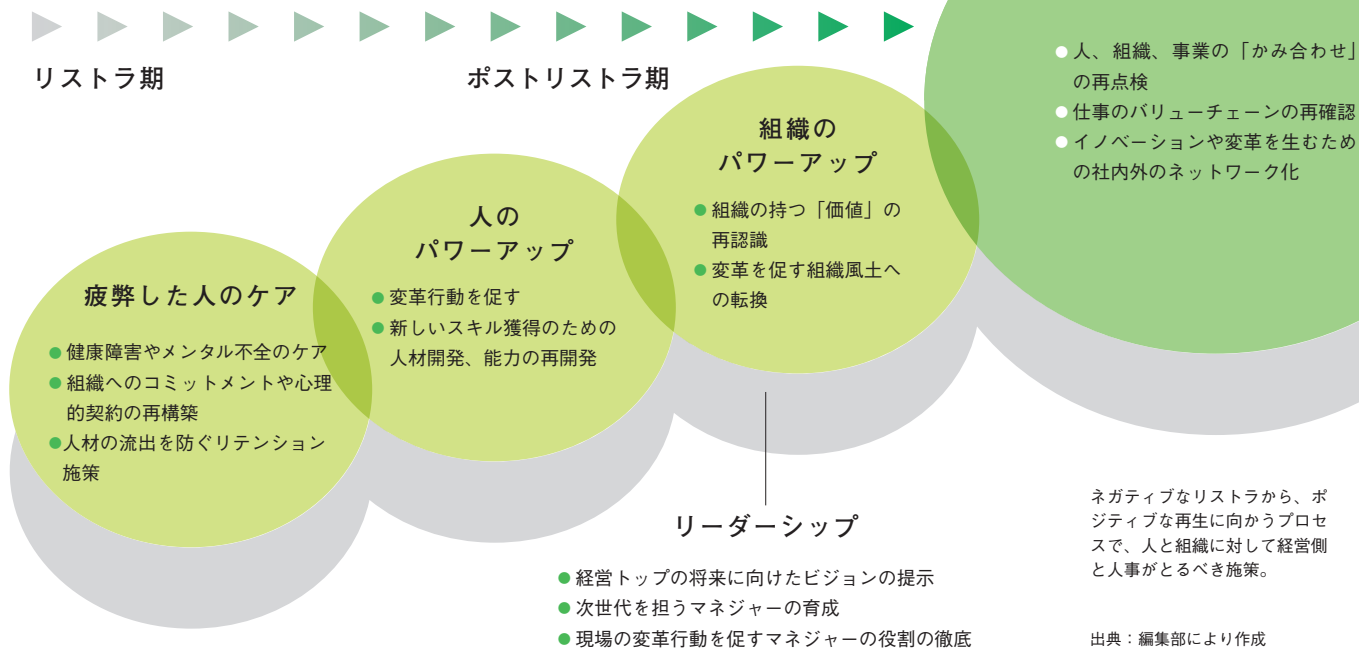 リストラ期
ポストリストラ期
疲弊した人のケア
●健康障害やメンタル不全のケア
●組織へのコミットメントや心理
的契約の再構築
●人材の流出を防ぐリテンション
施策
人の
パワーアップ
●変革行動を促す
●新しいスキル獲得のための
人材開発、能力の再開発
組織の
パワーアップ
●組織の持つ「価値」の
再認識
●変革を促す組織風土へ
の転換
●人、組織、事業の「かみ合わせ」
の再点検
●仕事のバリューチェーンの再確認
●イノベーションや変革を生むため
の社内外のネットワーク化
リーダーシップ
●経営トップの将来に向けたビジョンの提示
●次世代を担うマネジャーの育成
●現場の変革行動を促すマネジャーの役割の徹底
ネガティブなリストラから、ポ
ジティブな再生に向かうプロセ
スで、人と組織に対して経営側
と人事がとるべき施策。
出典：編集部により作成